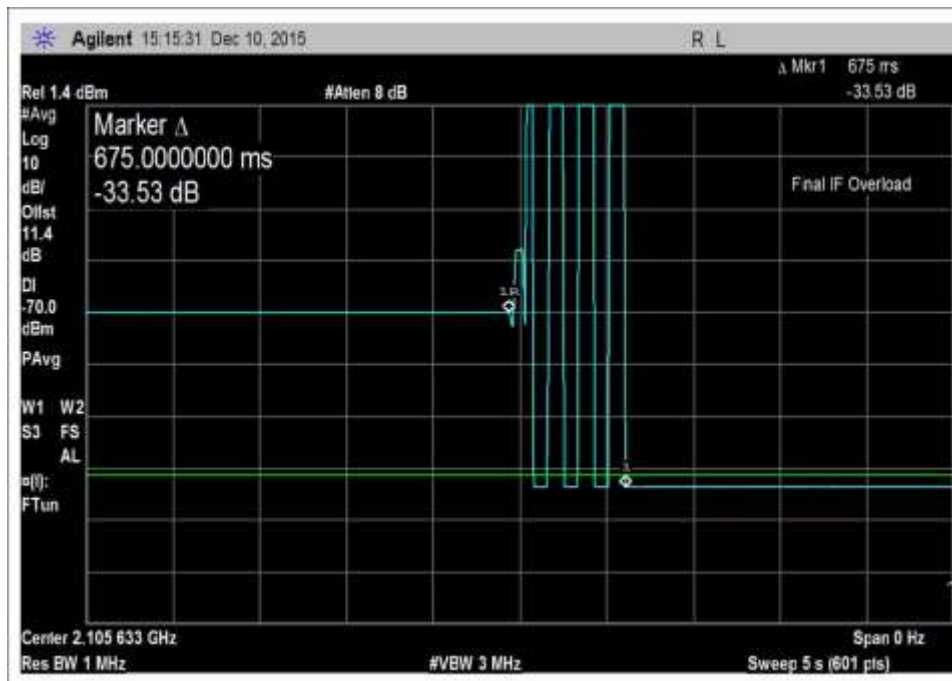 Agilent 15:15:31 Dec 10, 2015 R L
Δ Mkr1 675 ms
Ref 1.4 dBm #Atten 8 dB -33.53 dB
#Avg
Log
10
dB/
Offst
11.4
dB
DI
-70.0
dBm
PAvg
W1 W2
S3 FS
AL
¤(f):
FTun
Marker Δ
675.0000000 ms
-33.53 dB
Final IF Overload
1R
1
Center 2.105 633 GHz Span 0 Hz
Res BW 1 MHz #VBW 3 MHz Sweep 5 s (601 pts)